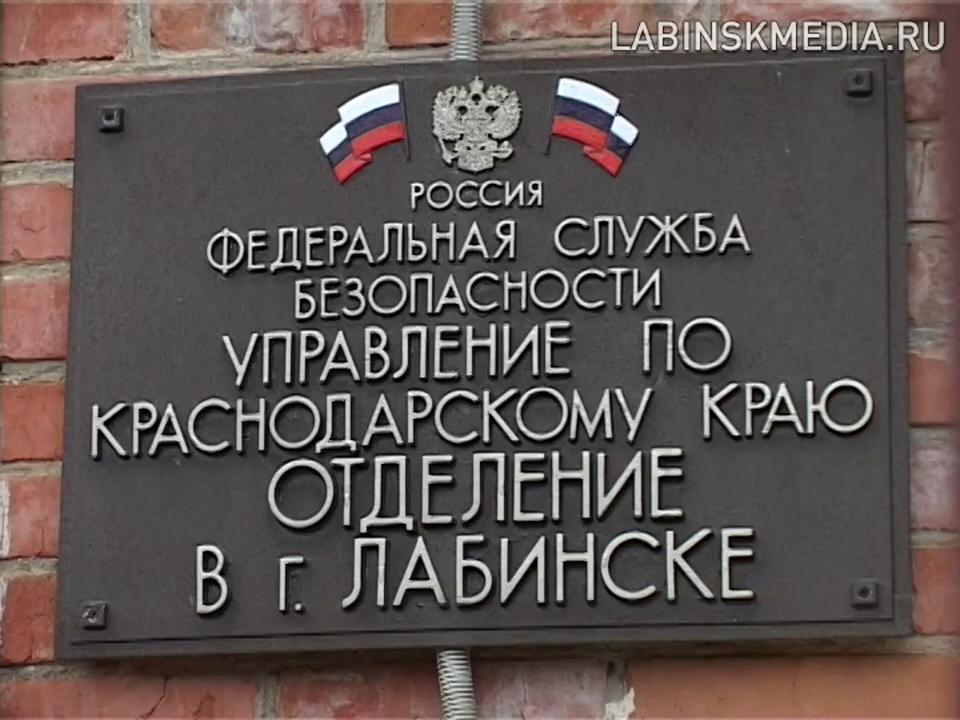 LABINSKMEDIA.RU
РОССИЯ
ФЕДЕРАЛЬНАЯ СЛУЖБА
БЕЗОПАСНОСТИ
УПРАВЛЕНИЕ ПО
КРАСНОДАРСКОМУ КРАЮ
ОТДЕЛЕНИЕ
В г. ЛАБИНСКЕ